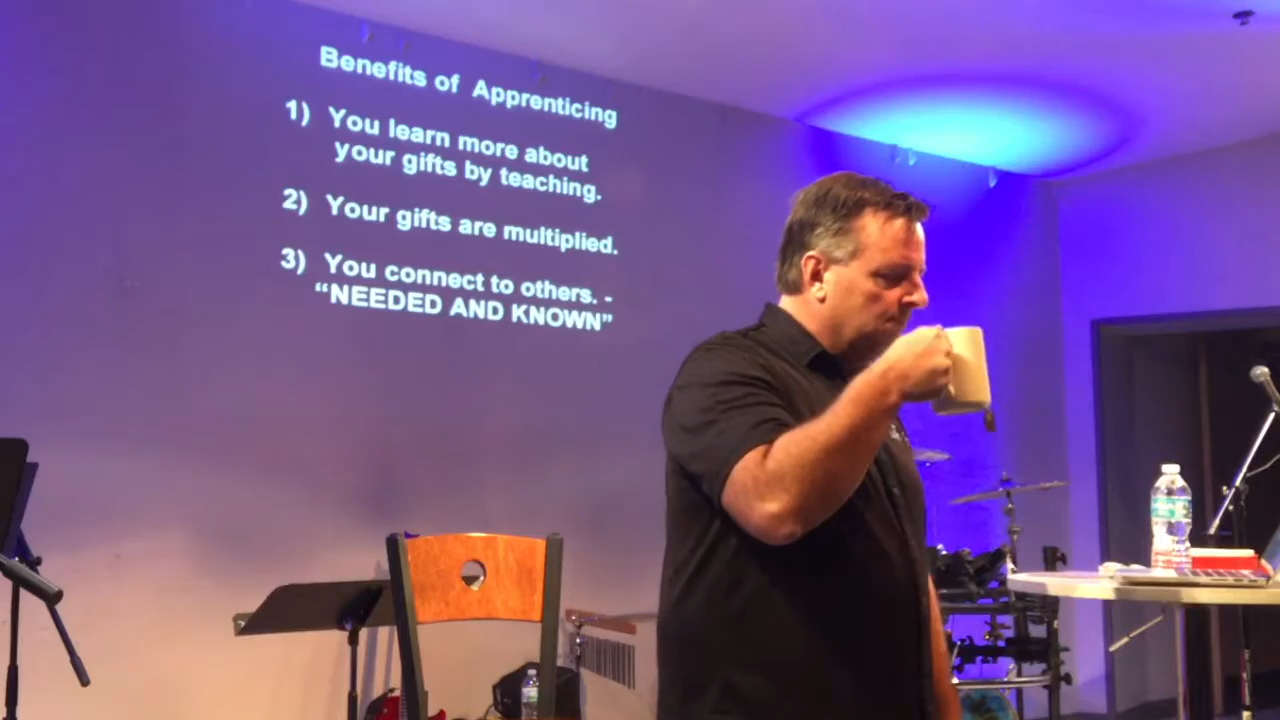 Benefits of Apprenticing
1) You learn more about
your gifts by teaching.
2) Your gifts are multiplied.
3) You connect to others. -
“NEEDED AND KNOWN”